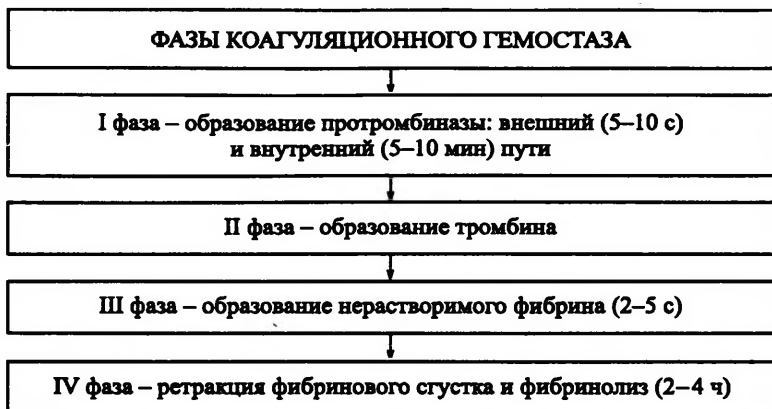 ФАЗЫ КОАГУЛЯЦИОННОГО ГЕМОСТАЗА
I фаза – образование протромбиназы: внешний (5–10 с)
и внутренний (5–10 мин) пути
II фаза – образование тромбина
III фаза – образование нерастворимого фибрина (2–5 с)
IV фаза – ретракция фибринового сгустка и фибринолиз (2–4 ч)